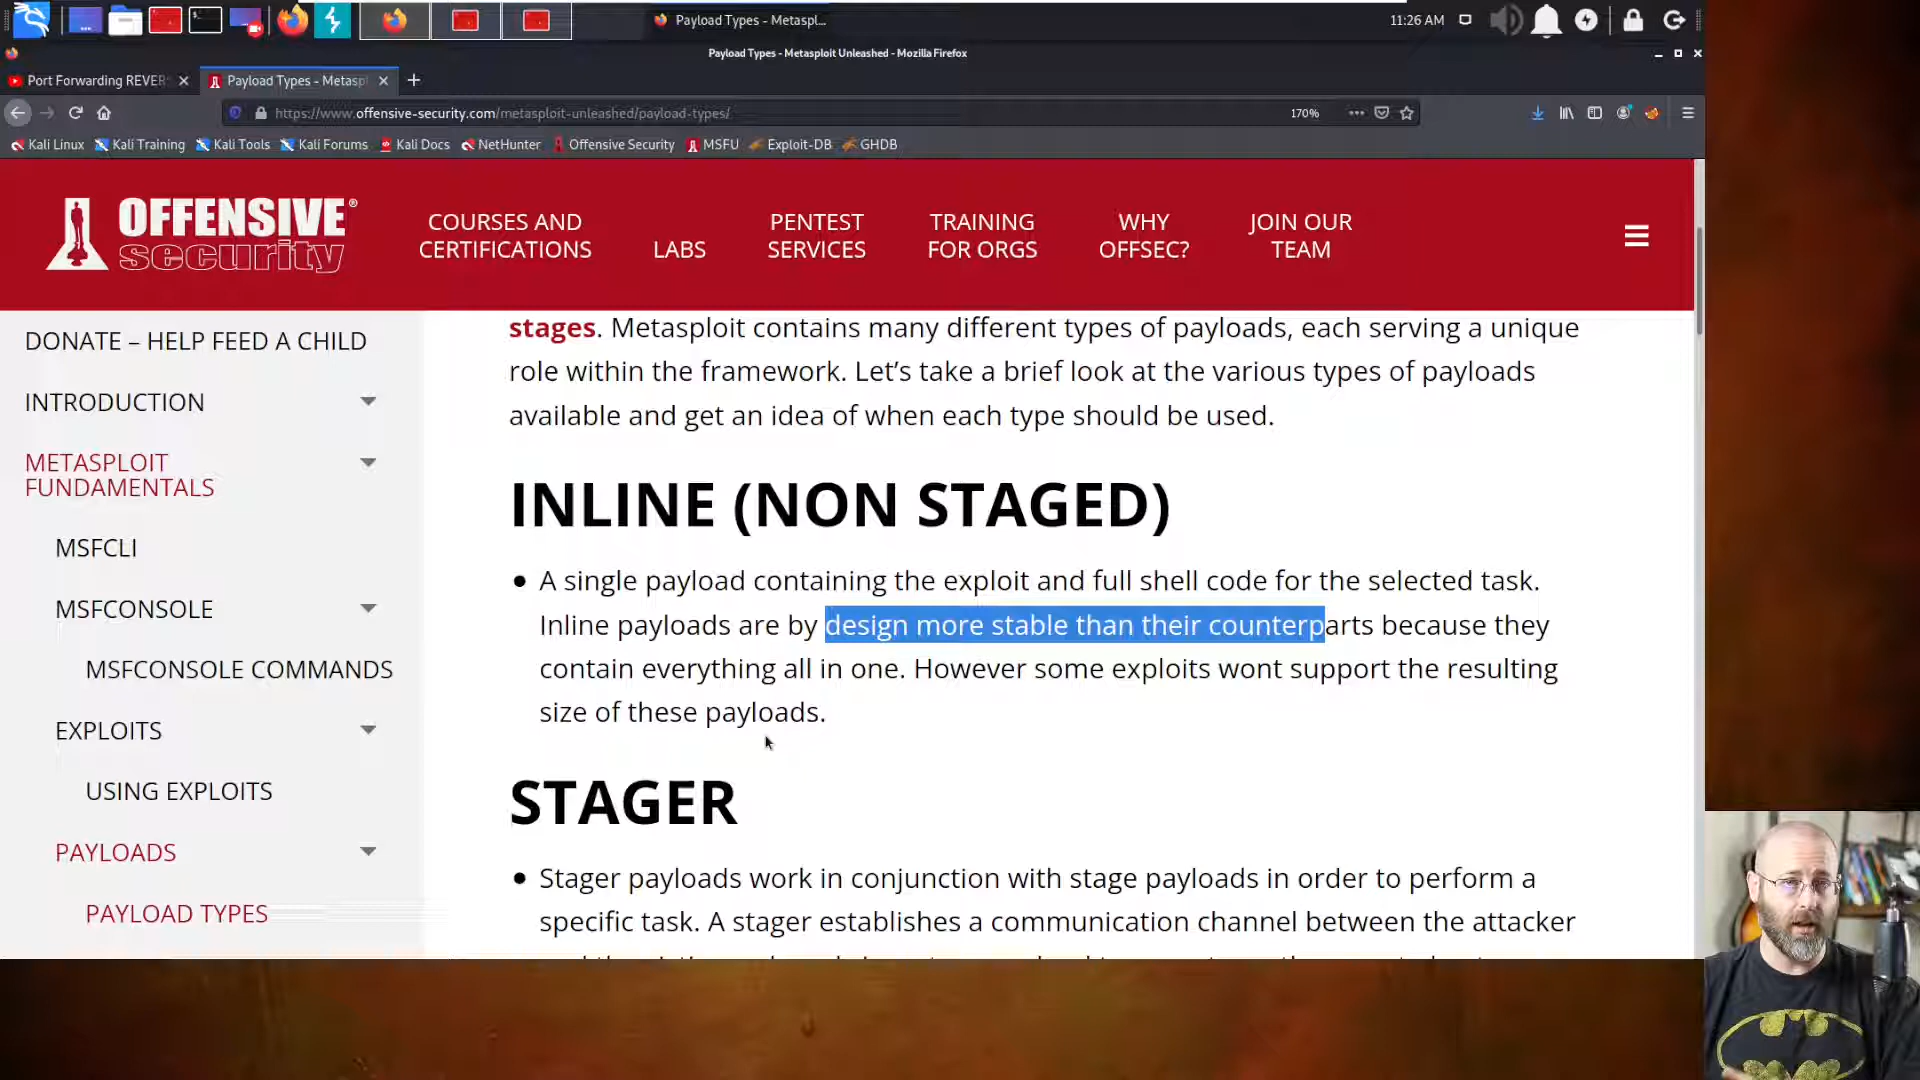 Payload Types - Metaspl...
11:26 AM
Payload Types - Metasploit Unleashed - Mozilla Firefox
Port Forwarding REVER
Payload Types - Metasp
https://www.offensive-security.com/metasploit-unleashed/payload-types/
170%
Kali Linux
Kali Training
Kali Tools
Kali Forums
Kali Docs
NetHunter
Offensive Security
MSFU
Exploit-DB
GHDB
OFFENSIVE®
security
COURSES AND
CERTIFICATIONS
LABS
PENTEST
SERVICES
TRAINING
FOR ORGS
WHY
OFFSEC?
JOIN OUR
TEAM
DONATE – HELP FEED A CHILD
INTRODUCTION
METASPLOIT
FUNDAMENTALS
MSFCLI
MSFCONSOLE
MSFCONSOLE COMMANDS
EXPLOITS
USING EXPLOITS
PAYLOADS
PAYLOAD TYPES
stages. Metasploit contains many different types of payloads, each serving a unique
role within the framework. Let’s take a brief look at the various types of payloads
available and get an idea of when each type should be used.
INLINE (NON STAGED)
● A single payload containing the exploit and full shell code for the selected task.
Inline payloads are by design more stable than their counterparts because they
contain everything all in one. However some exploits wont support the resulting
size of these payloads.
STAGER
● Stager payloads work in conjunction with stage payloads in order to perform a
specific task. A stager establishes a communication channel between the attacker